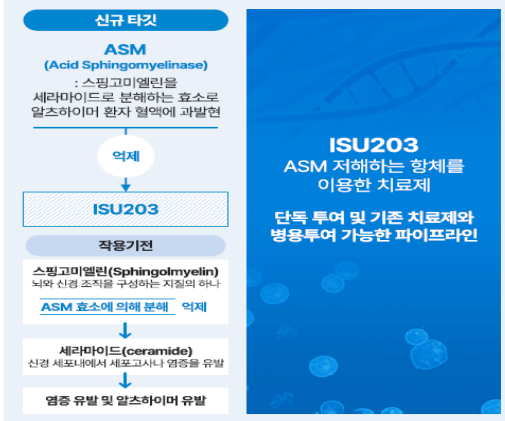 신규 타깃
ASM
(Acid Sphingomyelinase)
: 스핑고미엘린을
세라마이드로 분해하는 효소로
알츠하이머 환자 혈액에 과발현
억제
ISU203
작용기전
스핑고미엘린(Sphingolmyelin)
뇌와 신경 조직을 구성하는 지질의 하나
ASM 효소에 의해 분해 억제
세라마이드(ceramide)
신경 세포내에서 세포고사나 염증을 유발
염증 유발 및 알츠하이머 유발
ISU203
ASM 저해하는 항체를
이용한 치료제
단독 투여 및 기존 치료제와
병용투여 가능한 파이프라인